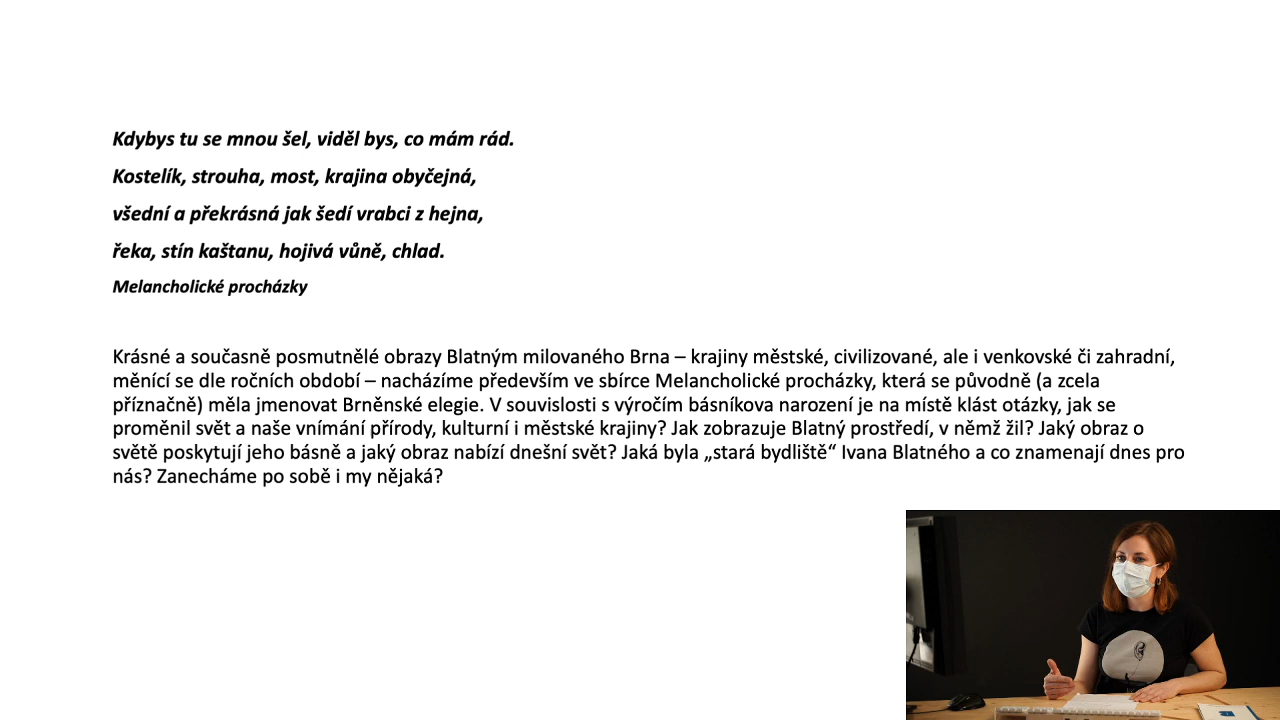 Kdybys tu se mnou šel, viděl bys, co mám rád.
Kostelík, strouha, most, krajina obyčejná,
všední a překrásná jak šedí vrabci z hejna,
řeka, stín kaštanu, hojivá vůně, chlad.
Melancholické procházky
Krásné a současně posmutnělé obrazy Blatným milovaného Brna – krajiny městské, civilizované, ale i venkovské či zahradní,
měnící se dle ročních období – nacházíme především ve sbírce Melancholické procházky, která se původně (a zcela
příznačně) měla jmenovat Brněnské elegie. V souvislosti s výročím básníkova narození je na místě klást otázky, jak se
proměnil svět a naše vnímání přírody, kulturní i městské krajiny? Jak zobrazuje Blatný prostředí, v němž žil? Jaký obraz o
světě poskytují jeho básně a jaký obraz nabízí dnešní svět? Jaká byla „stará bydliště“ Ivana Blatného a co znamenají dnes pro
nás? Zanecháme po sobě i my nějaká?